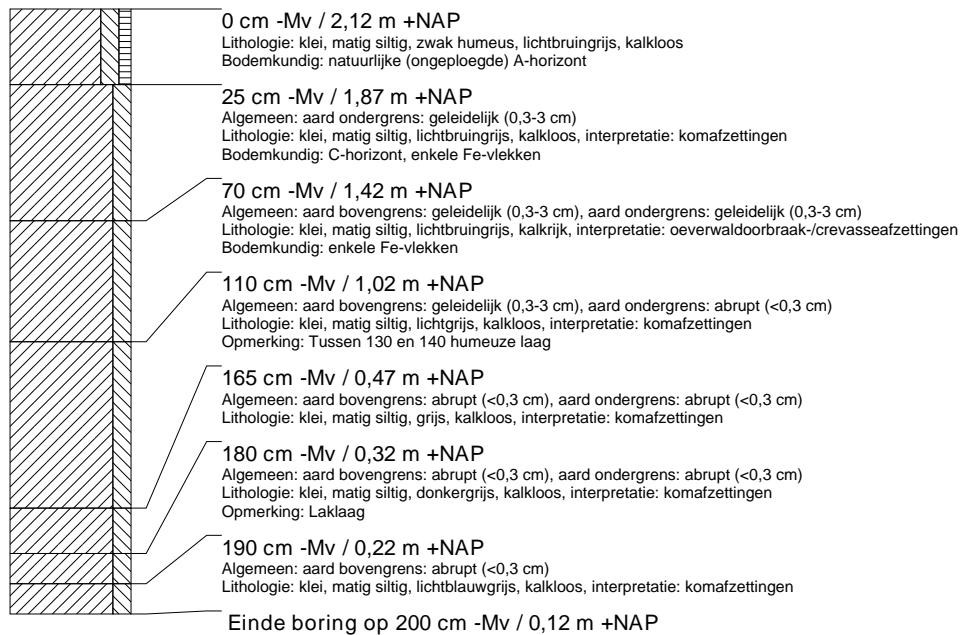 0 cm -Mv / 2,12 m +NAP
Lithologie: klei, matig siltig, zwak humeus, lichtbruingrijs, kalkloos
Bodemkundig: natuurlijke (ongeploegde) A-horizont
25 cm -Mv / 1,87 m +NAP
Algemeen: aard ondergrens: geleidelijk (0,3-3 cm)
Lithologie: klei, matig siltig, lichtbruingrijs, kalkloos, interpretatie: komafzettingen
Bodemkundig: C-horizont, enkele Fe-vlekken
70 cm -Mv / 1,42 m +NAP
Algemeen: aard bovengrens: geleidelijk (0,3-3 cm), aard ondergrens: geleidelijk (0,3-3 cm)
Lithologie: klei, matig siltig, lichtbruingrijs, kalkrijk, interpretatie: oeverwaldoorbraak-/crevasseafzettingen
Bodemkundig: enkele Fe-vlekken
110 cm -Mv / 1,02 m +NAP
Algemeen: aard bovengrens: geleidelijk (0,3-3 cm), aard ondergrens: abrupt (<0,3 cm)
Lithologie: klei, matig siltig, lichtgrijs, kalkloos, interpretatie: komafzettingen
Opmerking: Tussen 130 en 140 humeuze laag
165 cm -Mv / 0,47 m +NAP
Algemeen: aard bovengrens: abrupt (<0,3 cm), aard ondergrens: abrupt (<0,3 cm)
Lithologie: klei, matig siltig, grijs, kalkloos, interpretatie: komafzettingen
180 cm -Mv / 0,32 m +NAP
Algemeen: aard bovengrens: abrupt (<0,3 cm), aard ondergrens: abrupt (<0,3 cm)
Lithologie: klei, matig siltig, donkergrijs, kalkloos, interpretatie: komafzettingen
Opmerking: Laklaag
190 cm -Mv / 0,22 m +NAP
Algemeen: aard bovengrens: abrupt (<0,3 cm)
Lithologie: klei, matig siltig, lichtblauwgrijs, kalkloos, interpretatie: komafzettingen
Einde boring op 200 cm -Mv / 0,12 m +NAP